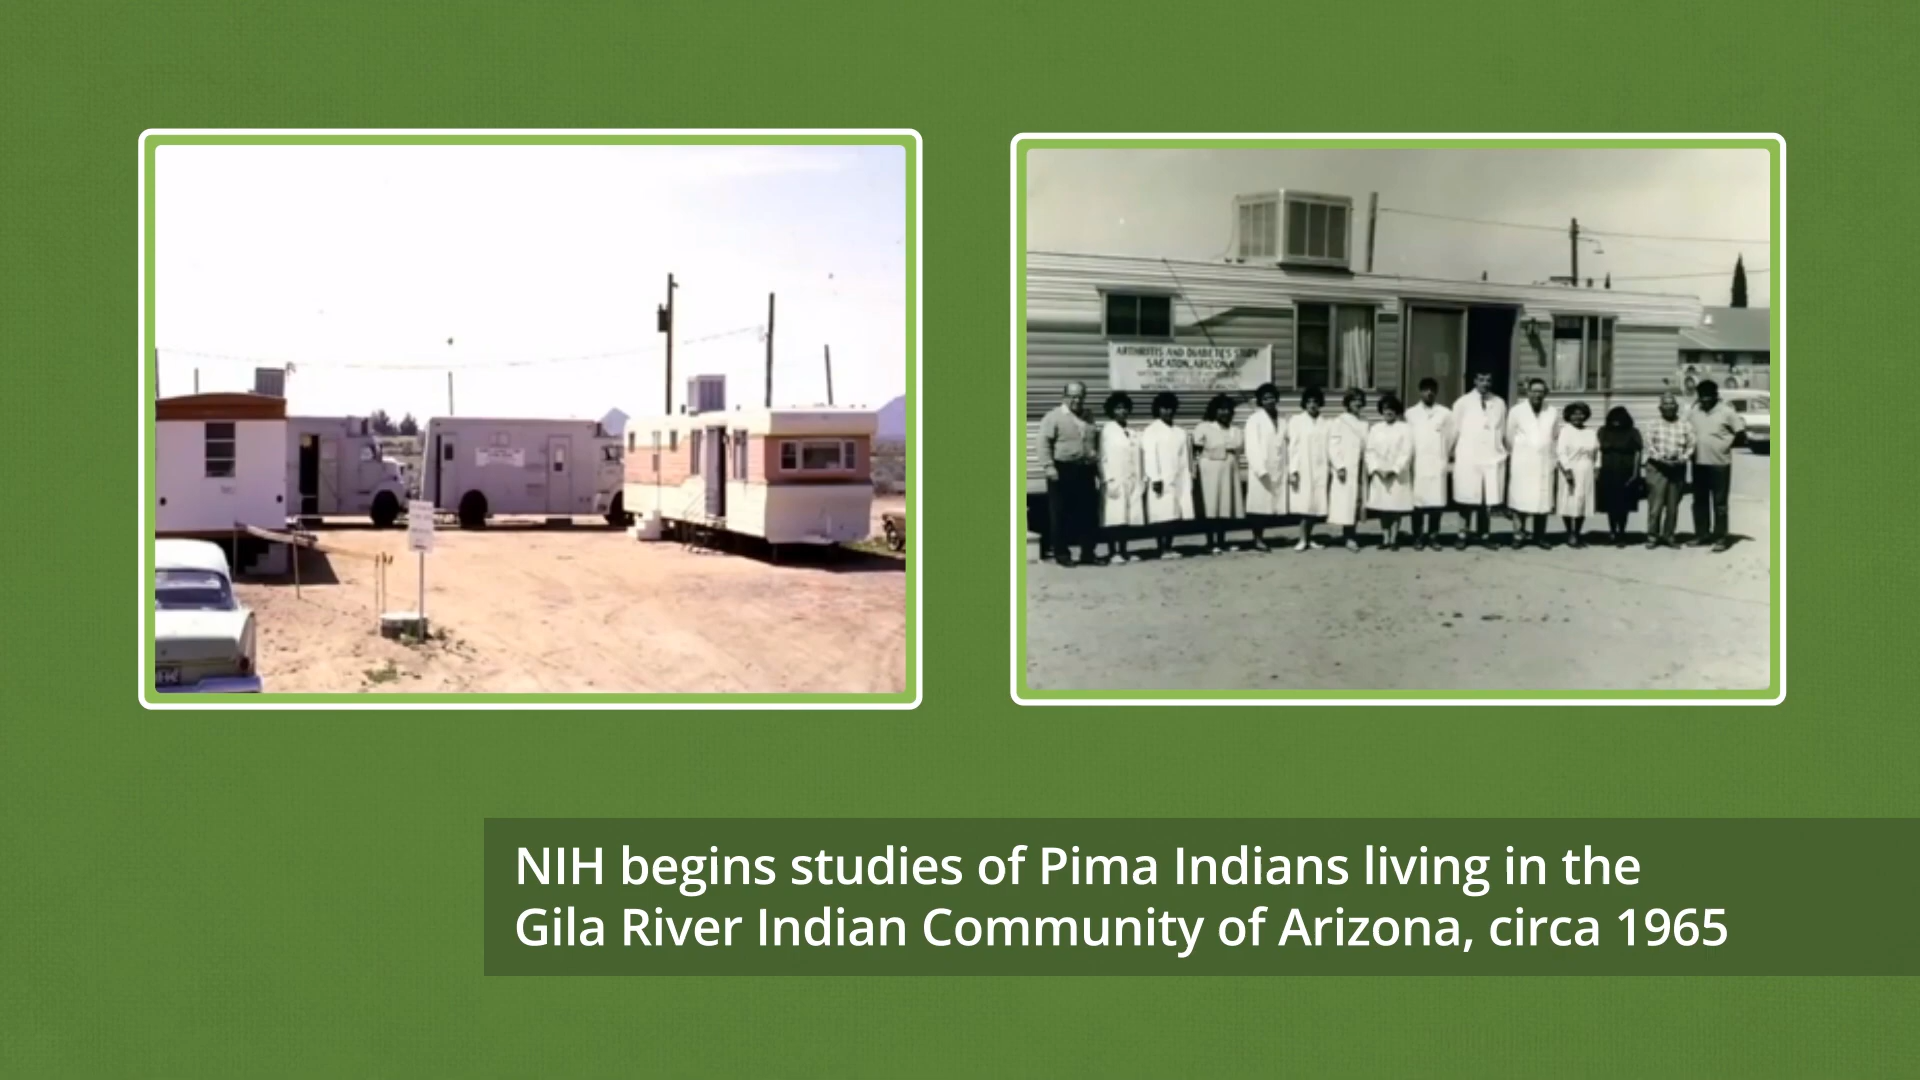 ARTHRITIS AND DIABETES STUDY
SACATON, ARIZONA
NIH begins studies of Pima Indians living in the
Gila River Indian Community of Arizona, circa 1965